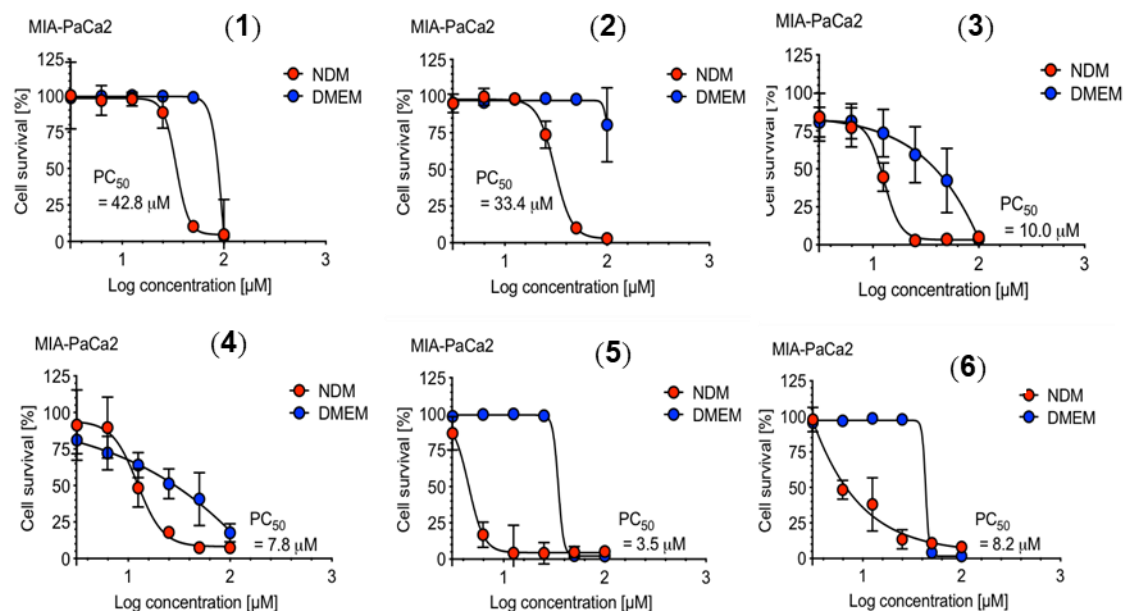 MIA-PaCa2
(1)
125
100
75
50
25
0
Cell survival [%]
NDM
DMEM
PC50
= 42.8 µM
1
2
3
Log concentration [µM]
MIA-PaCa2
(2)
125
100
75
50
25
0
Cell survival [%]
NDM
DMEM
PC50
= 33.4 µM
1
2
3
Log concentration [µM]
MIA-PaCa2
(3)
125
100
75
50
25
0
Cell survival [%]
NDM
DMEM
PC50
= 10.0 µM
1
2
3
Log concentration [µM]
MIA-PaCa2
(4)
125
100
75
50
25
0
Cell survival [%]
NDM
DMEM
PC50
= 7.8 µM
1
2
3
Log concentration [µM]
MIA-PaCa2
(5)
125
100
75
50
25
0
Cell survival [%]
NDM
DMEM
PC50
= 3.5 µM
1
2
3
Log concentration [µM]
MIA-PaCa2
(6)
125
100
75
50
25
0
Cell survival [%]
NDM
DMEM
PC50
= 8.2 µM
1
2
3
Log concentration [µM]